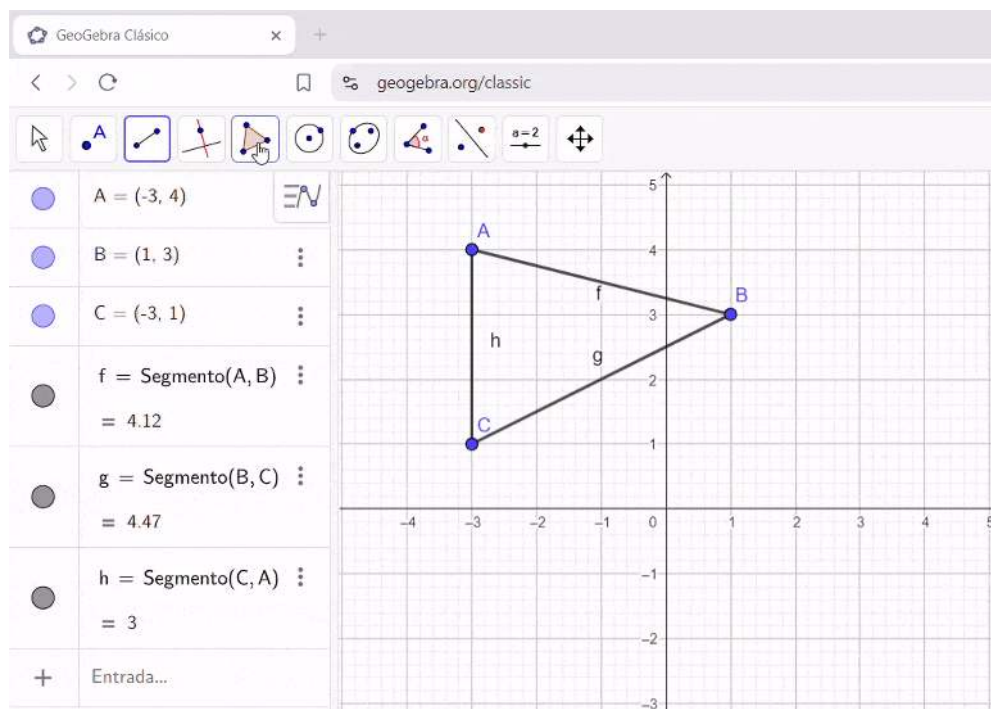 GeoGebra Clásico
geogebra.org/classic
A
α
a=2
A = (-3, 4)
B = (1, 3)
C = (-3, 1)
f = Segmento(A, B)
= 4.12
g = Segmento(B, C)
= 4.47
h = Segmento(C, A)
= 3
Entrada...
5
A
4
f
B
3
h
g
2
C
1
–4 –3 –2 –1 0 1 2 3 4 5
–1
–2
–3